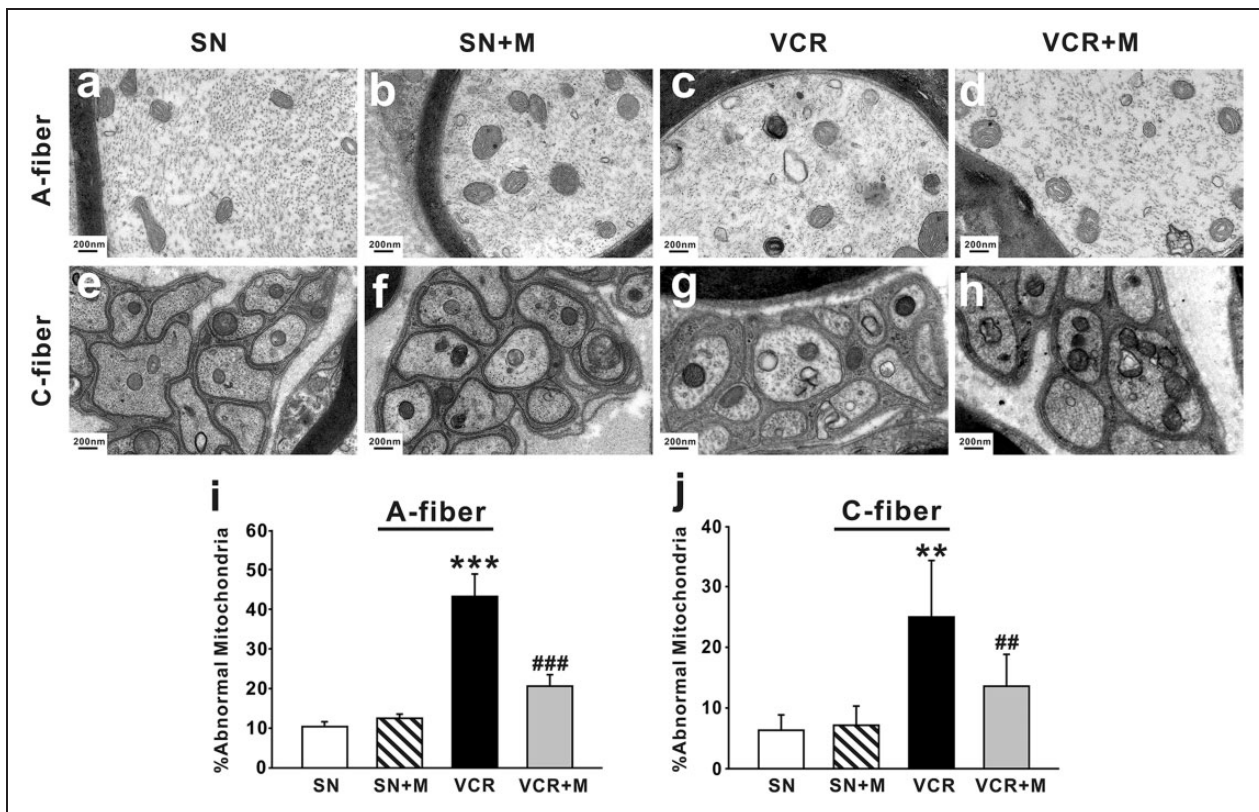 SN SN+M VCR VCR+M
A-fiber
a b c d
200nm 200nm 200nm 200nm
C-fiber
e f g h
200nm 200nm 200nm 200nm
i
A-fiber
%Abnormal Mitochondria
60
50
40
30
20
10
0
***
###
SN SN+M VCR VCR+M
j
C-fiber
%Abnormal Mitochondria
40
30
20
10
0
**
##
SN SN+M VCR VCR+M